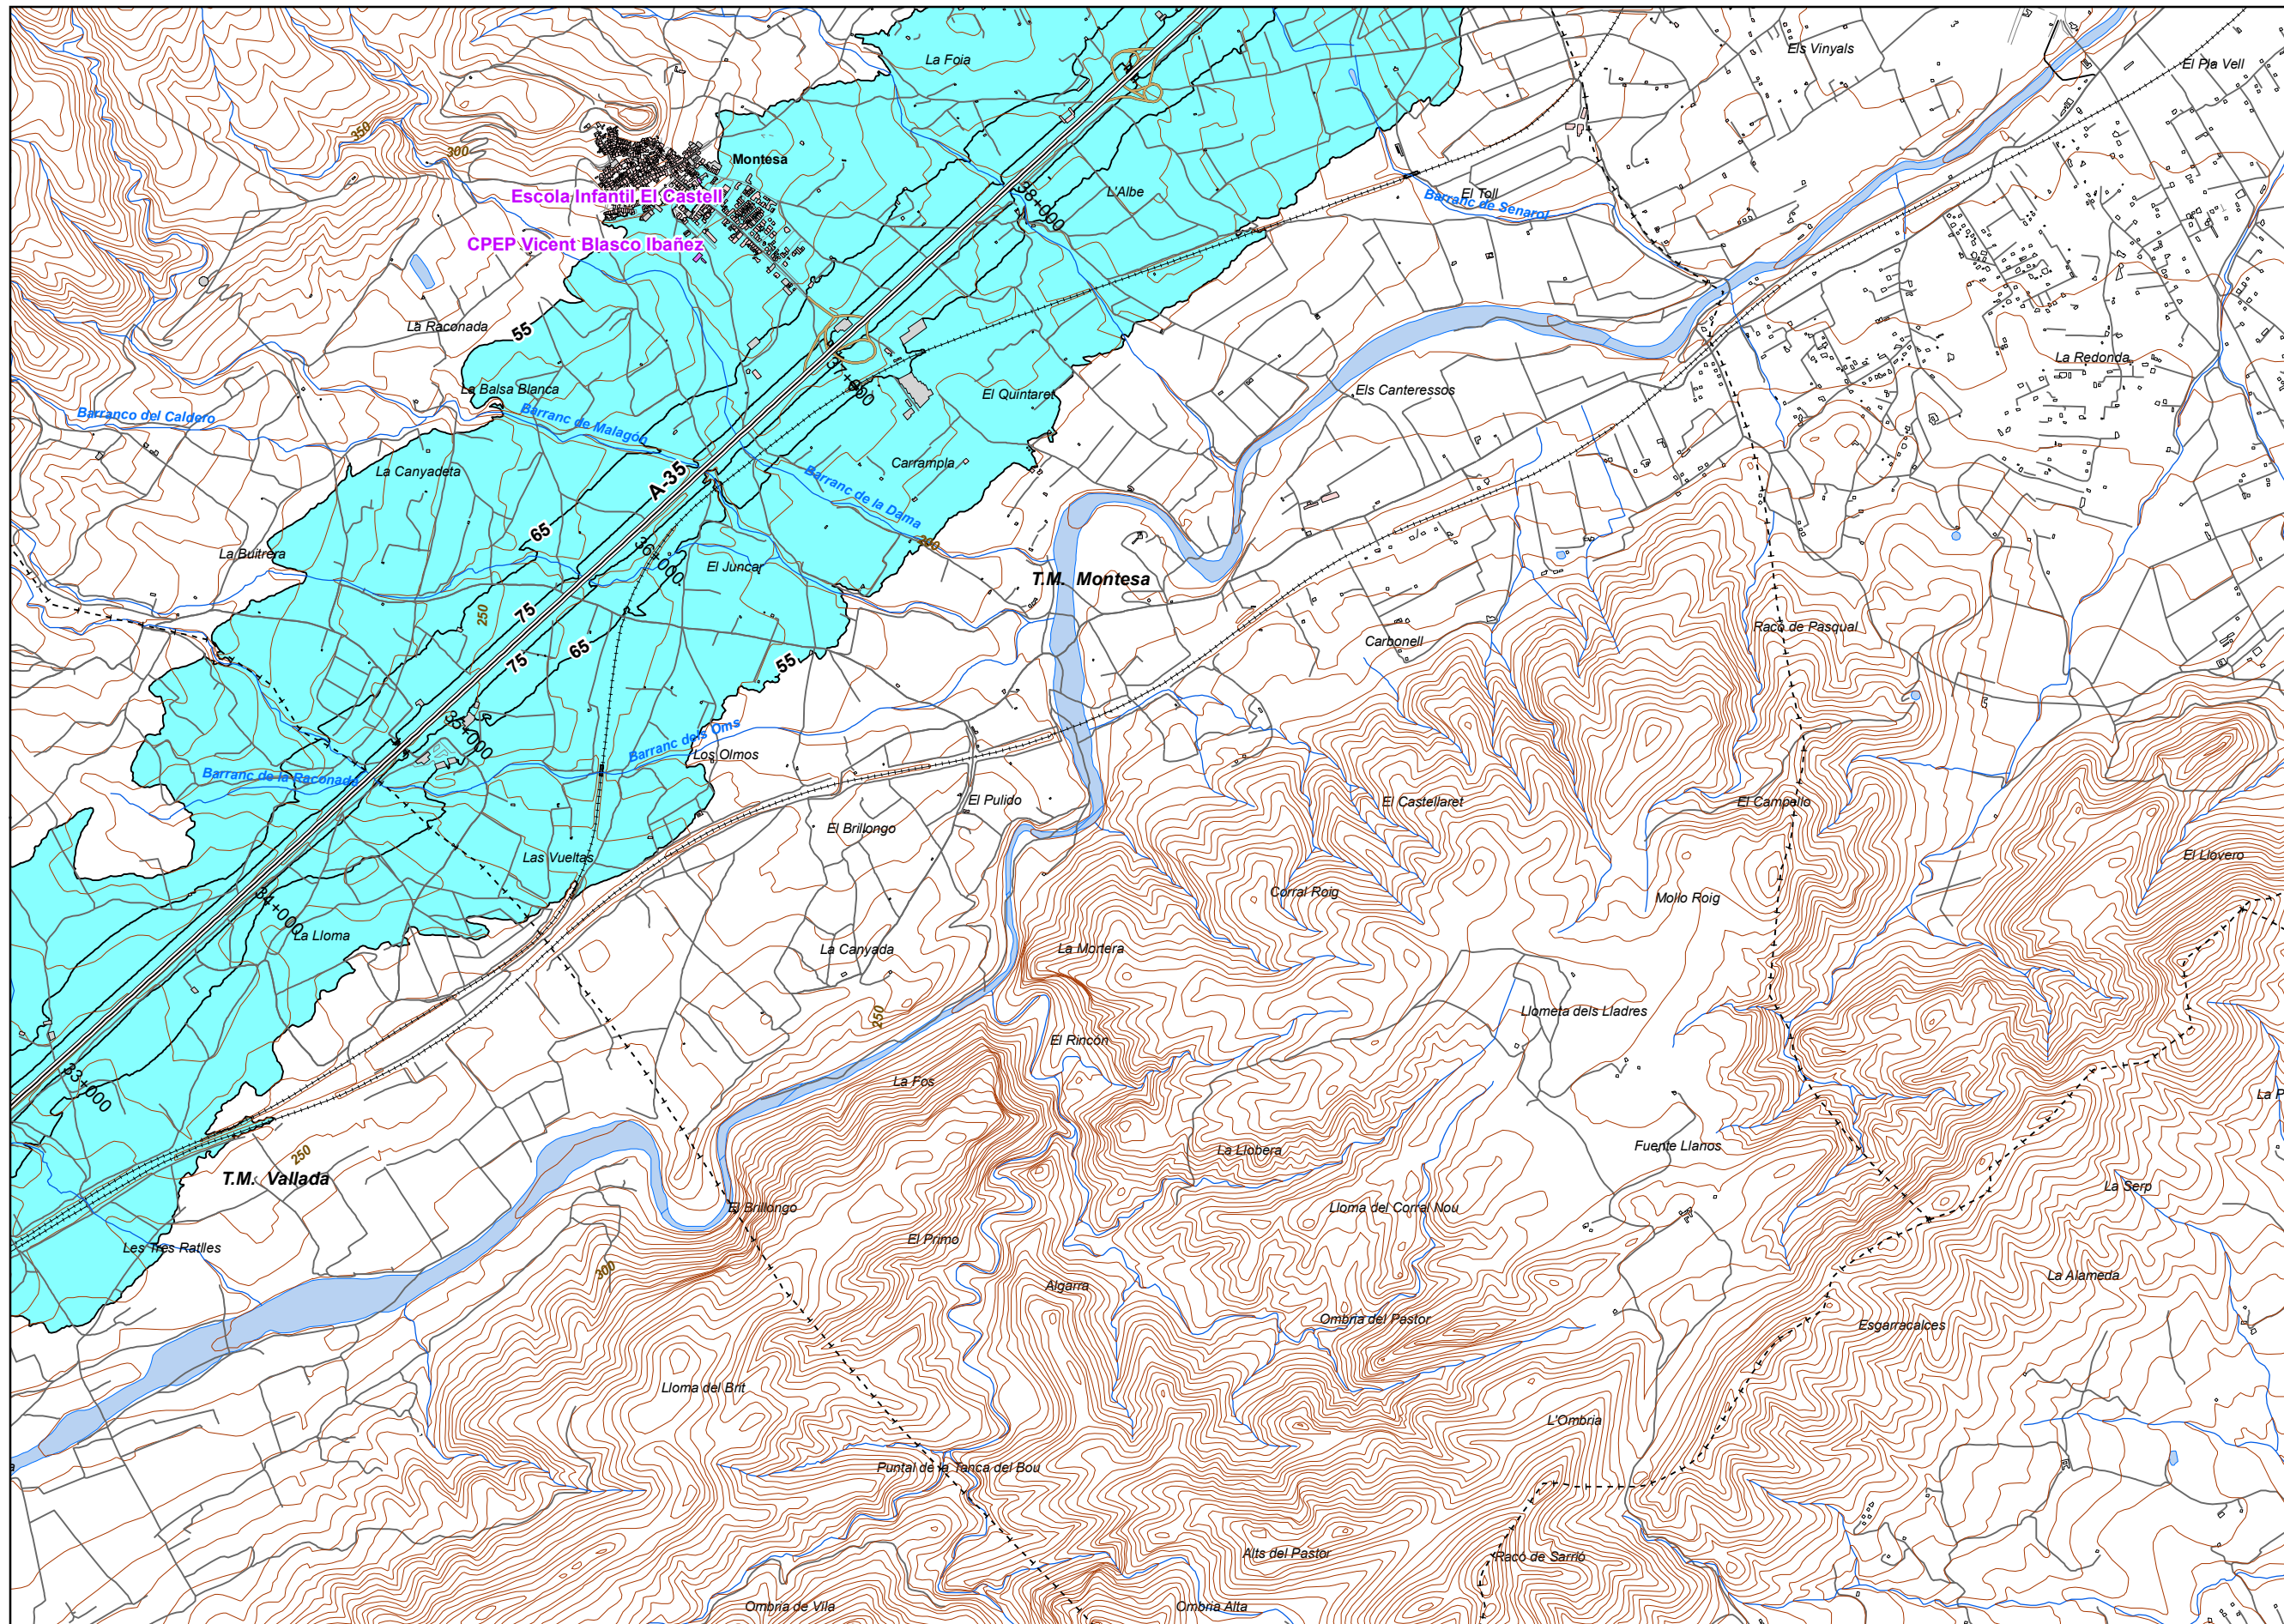 La Foia
Els Vinyals
El Pla Vell
350
300
Montesa
Escola Infantil El Castell
38+000
L'Albe
El Toll
Barranc de Senarol
CPEP Vicent Blasco Ibañez
La Raconada
55
La Redonda
37+000
La Balsa Blanca
El Quintaret
Els Canteressos
Barranco del Caldero
Barranc de Malagón
La Canyadeta
Carrampla
A-35
Barranc de la Dama
65
200
La Buitrera
36+000
El Juncar
T.M. Montesa
250
75
Racó de Pasqual
Carbonell
65
75
55
35+000
Barranc dels Oms
Los Olmos
Barranc de la Raconada
El Pulido
El Castellaret
El Campello
El Brillongo
Las Vueltas
El Llovero
Corral Roig
Mollo Roig
34+000
La Lloma
La Canyada
La Mortera
250
Llometa dels Lladres
El Rincón
33+000
La Fos
La P
250
La Llobera
Fuente Llanos
T.M. Vallada
La Serp
El Brillongo
Lloma del Corral Nou
Les Tres Ratlles
El Primo
300
Algarra
La Alameda
Ombria del Pastor
Esgarracalces
Lloma del Brit
L'Ombria
a
Puntal de la Tanca del Bou
Alts del Pastor
Racó de Sarrló
Ombria de Vila
Ombria Alta